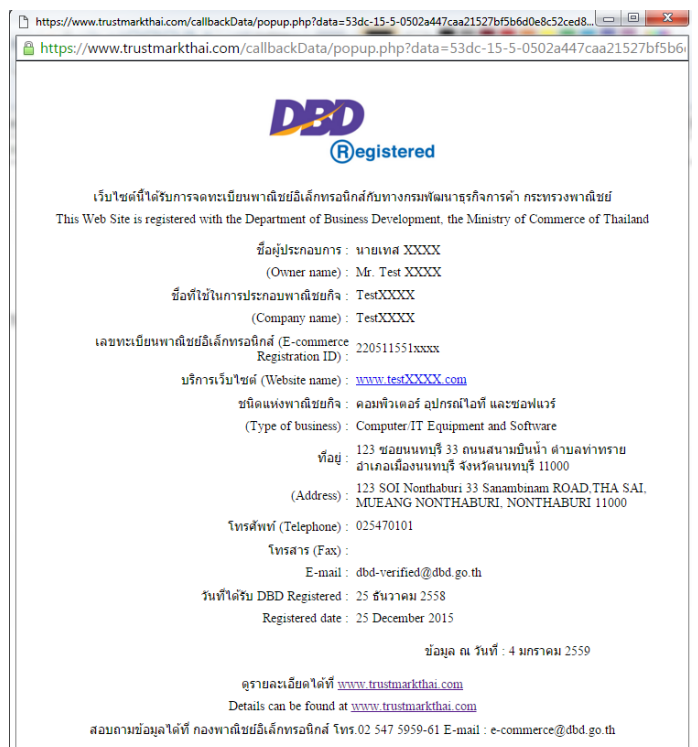 https://www.trustmarkthai.com/callbackData/popup.php?data=53dc-15-5-0502a447caa21527bf5b6d0e8c52ced8...
https://www.trustmarkthai.com/callbackData/popup.php?data=53dc-15-5-0502a447caa21527bf5b6
DBD
Registered
เว็บไซต์นี้ได้รับการจดทะเบียนพาณิชย์อิเล็กทรอนิกส์กับทางกรมพัฒนาธุรกิจการค้า กระทรวงพาณิชย์
This Web Site is registered with the Department of Business Development, the Ministry of Commerce of Thailand
ชื่อผู้ประกอบการ : นายเทส XXXX
(Owner name) : Mr. Test XXXX
ชื่อที่ใช้ในการประกอบพาณิชยกิจ : TestXXXX
(Company name) : TestXXXX
เลขทะเบียนพาณิชย์อิเล็กทรอนิกส์ (E-commerce
Registration ID) : 220511551xxxx
บริการเว็บไซต์ (Website name) : www.testXXXX.com
ชนิดแห่งพาณิชยกิจ : คอมพิวเตอร์ อุปกรณ์ไอที และซอฟแวร์
(Type of business) : Computer/IT Equipment and Software
ที่อยู่ : 123 ซอยนนทบุรี 33 ถนนสนามบินน้ำ ตำบลท่าทราย
อำเภอเมืองนนทบุรี จังหวัดนนทบุรี 11000
(Address) : 123 SOI Nonthaburi 33 Sanambinam ROAD,THA SAI,
MUEANG NONTHABURI, NONTHABURI 11000
โทรศัพท์ (Telephone) : 025470101
โทรสาร (Fax) :
E-mail : dbd-verified@dbd.go.th
วันที่ได้รับ DBD Registered : 25 ธันวาคม 2558
Registered date : 25 December 2015
ข้อมูล ณ วันที่ : 4 มกราคม 2559
ดูรายละเอียดได้ที่ www.trustmarkthai.com
Details can be found at www.trustmarkthai.com
สอบถามข้อมูลได้ที่ กองพาณิชย์อิเล็กทรอนิกส์ โทร.02 547 5959-61 E-mail : e-commerce@dbd.go.th